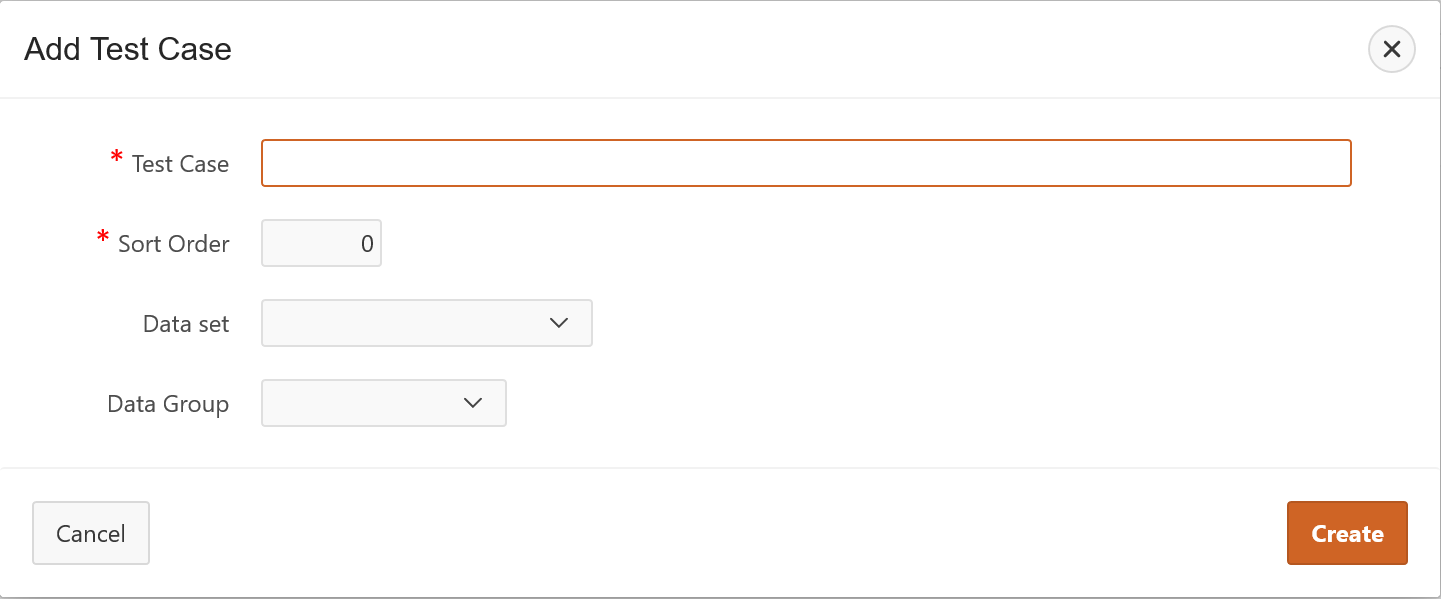 Add Test Case
* Test Case
* Sort Order 0
Data set
Data Group
Cancel Create